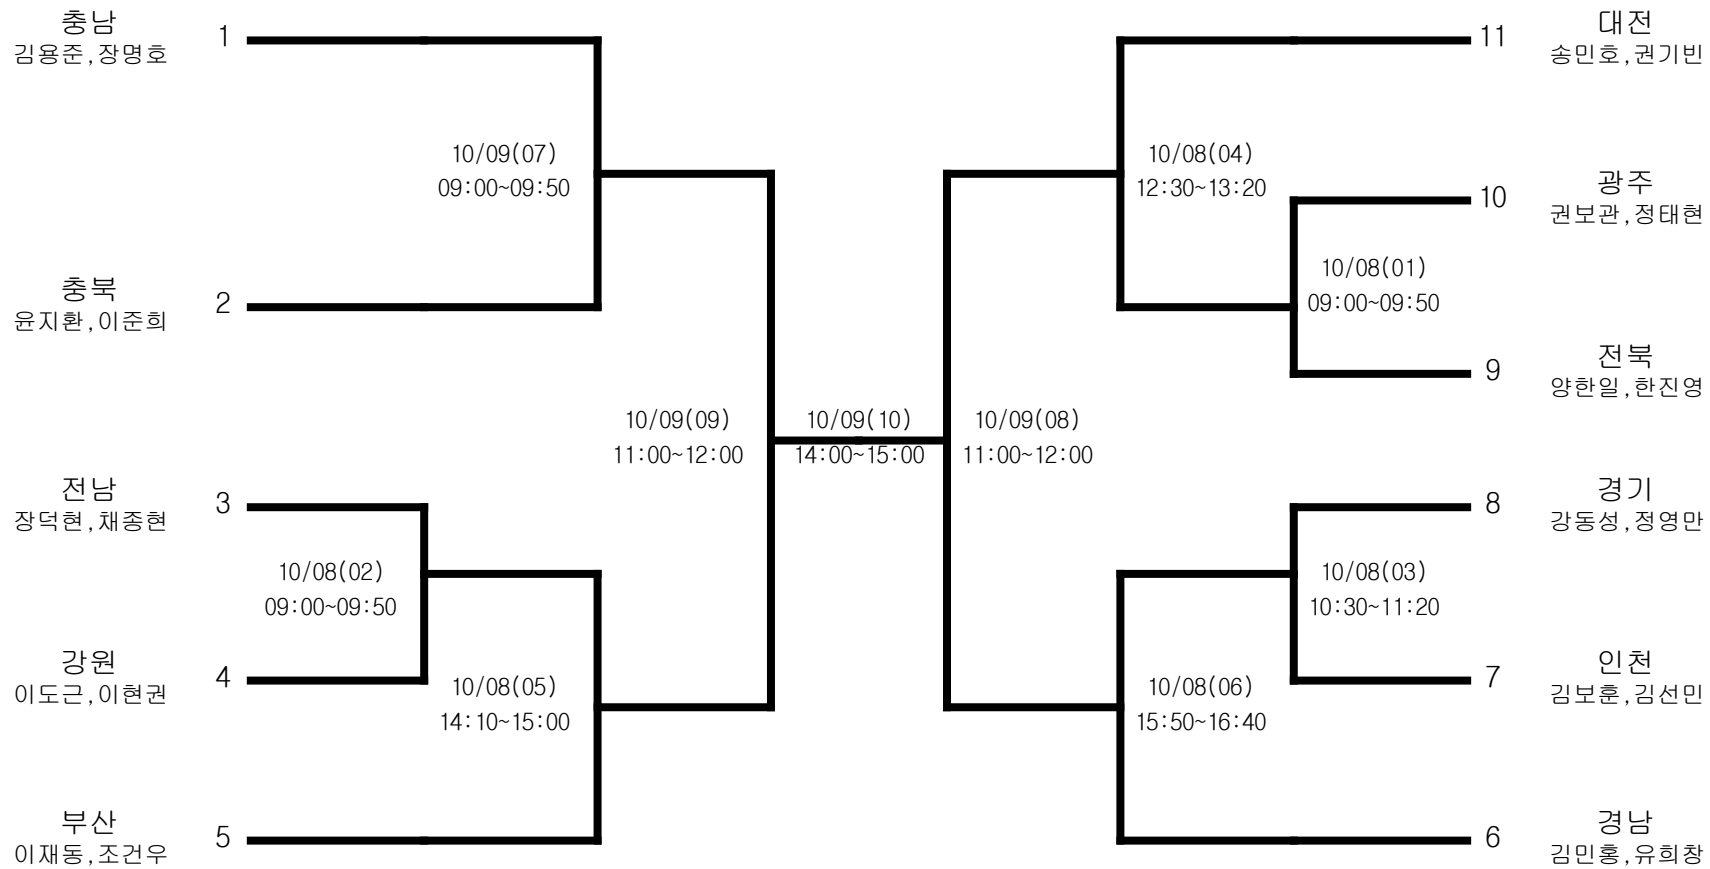 충남
김용준,장명호
1
11
대전
송민호,권기빈
10/09(07)
09:00~09:50
10/08(04)
12:30~13:20
10
광주
권보관,정태현
충북
윤지환,이준희
2
10/08(01)
09:00~09:50
9
전북
양한일,한진영
10/09(09)
11:00~12:00
10/09(10)
14:00~15:00
10/09(08)
11:00~12:00
전남
장덕현,채종현
3
8
경기
강동성,정영만
10/08(02)
09:00~09:50
10/08(03)
10:30~11:20
강원
이도근,이현권
4
7
인천
김보훈,김선민
10/08(05)
14:10~15:00
10/08(06)
15:50~16:40
부산
이재동,조건우
5
6
경남
김민홍,유희창